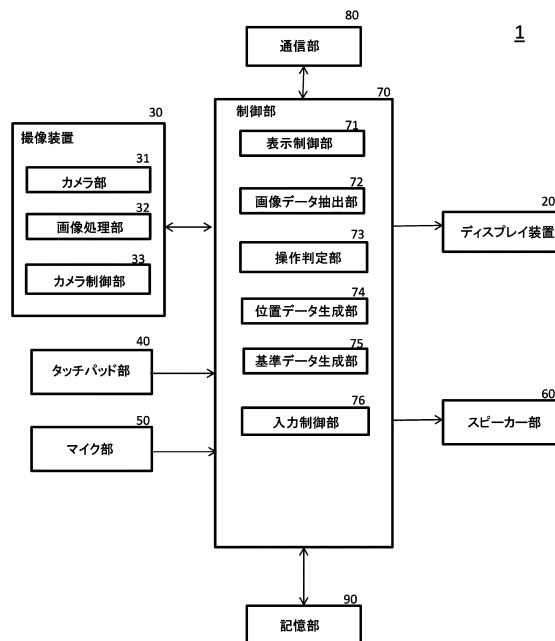 80
通信部
1
70
制御部
30
撮像装置
31
カメラ部
32
画像処理部
33
カメラ制御部
71
表示制御部
72
画像データ抽出部
73
操作判定部
74
位置データ生成部
75
基準データ生成部
76
入力制御部
20
ディスプレイ装置
40
タッチパッド部
50
マイク部
60
スピーカー部
90
記憶部